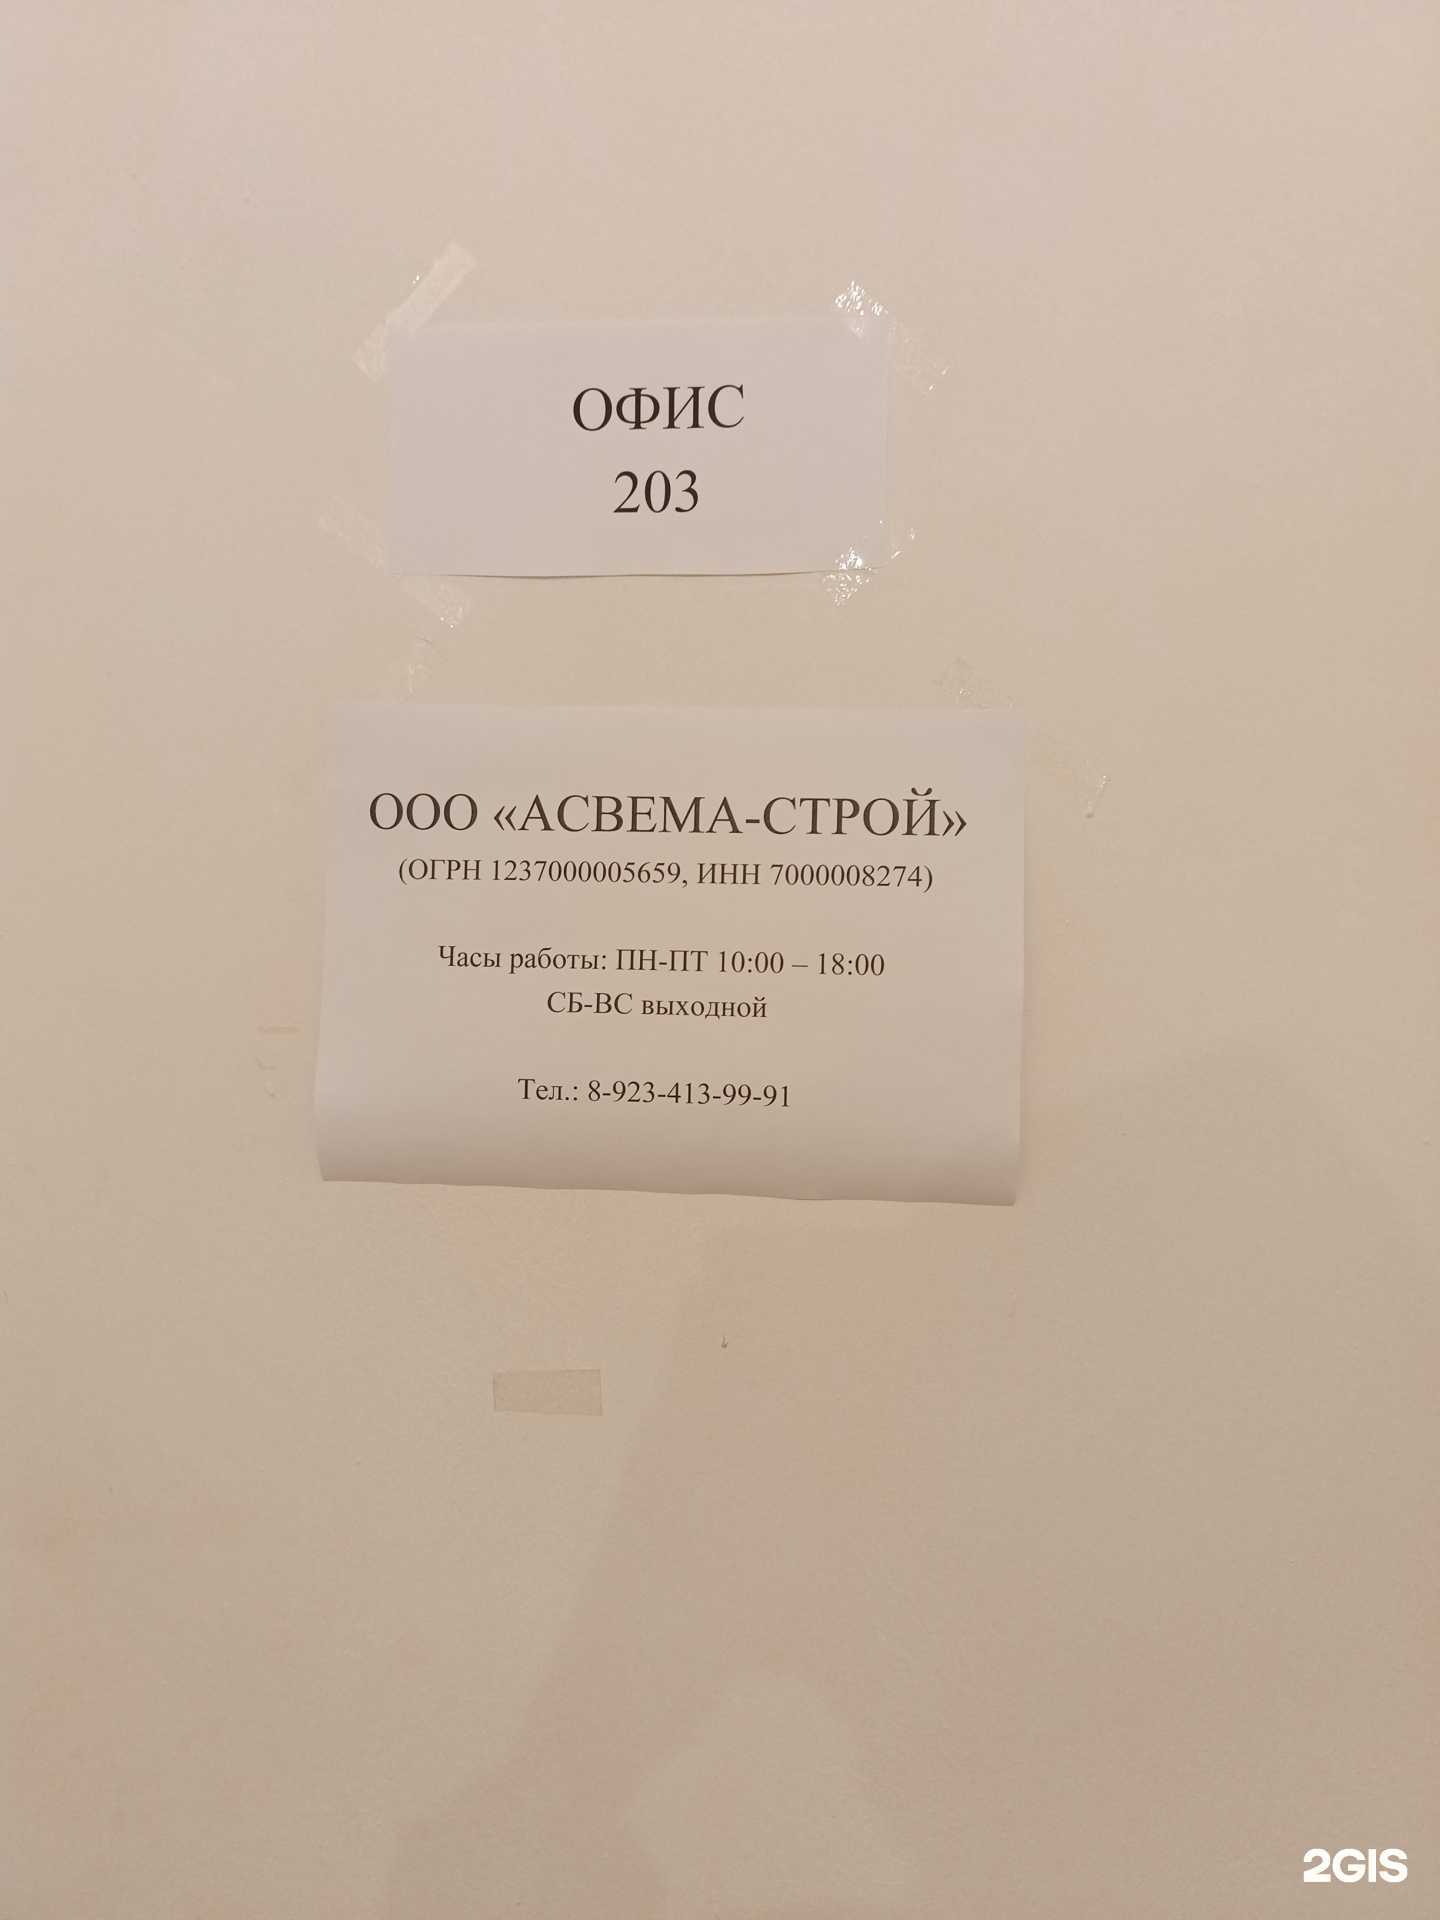 ОФИС
203
ООО «АСВЕМА-СТРОЙ»
(ОГРН 1237000005659, ИНН 7000008274)
Часы работы: ПН-ПТ 10:00 – 18:00
СБ-ВС выходной
Тел.: 8-923-413-99-91
2GIS